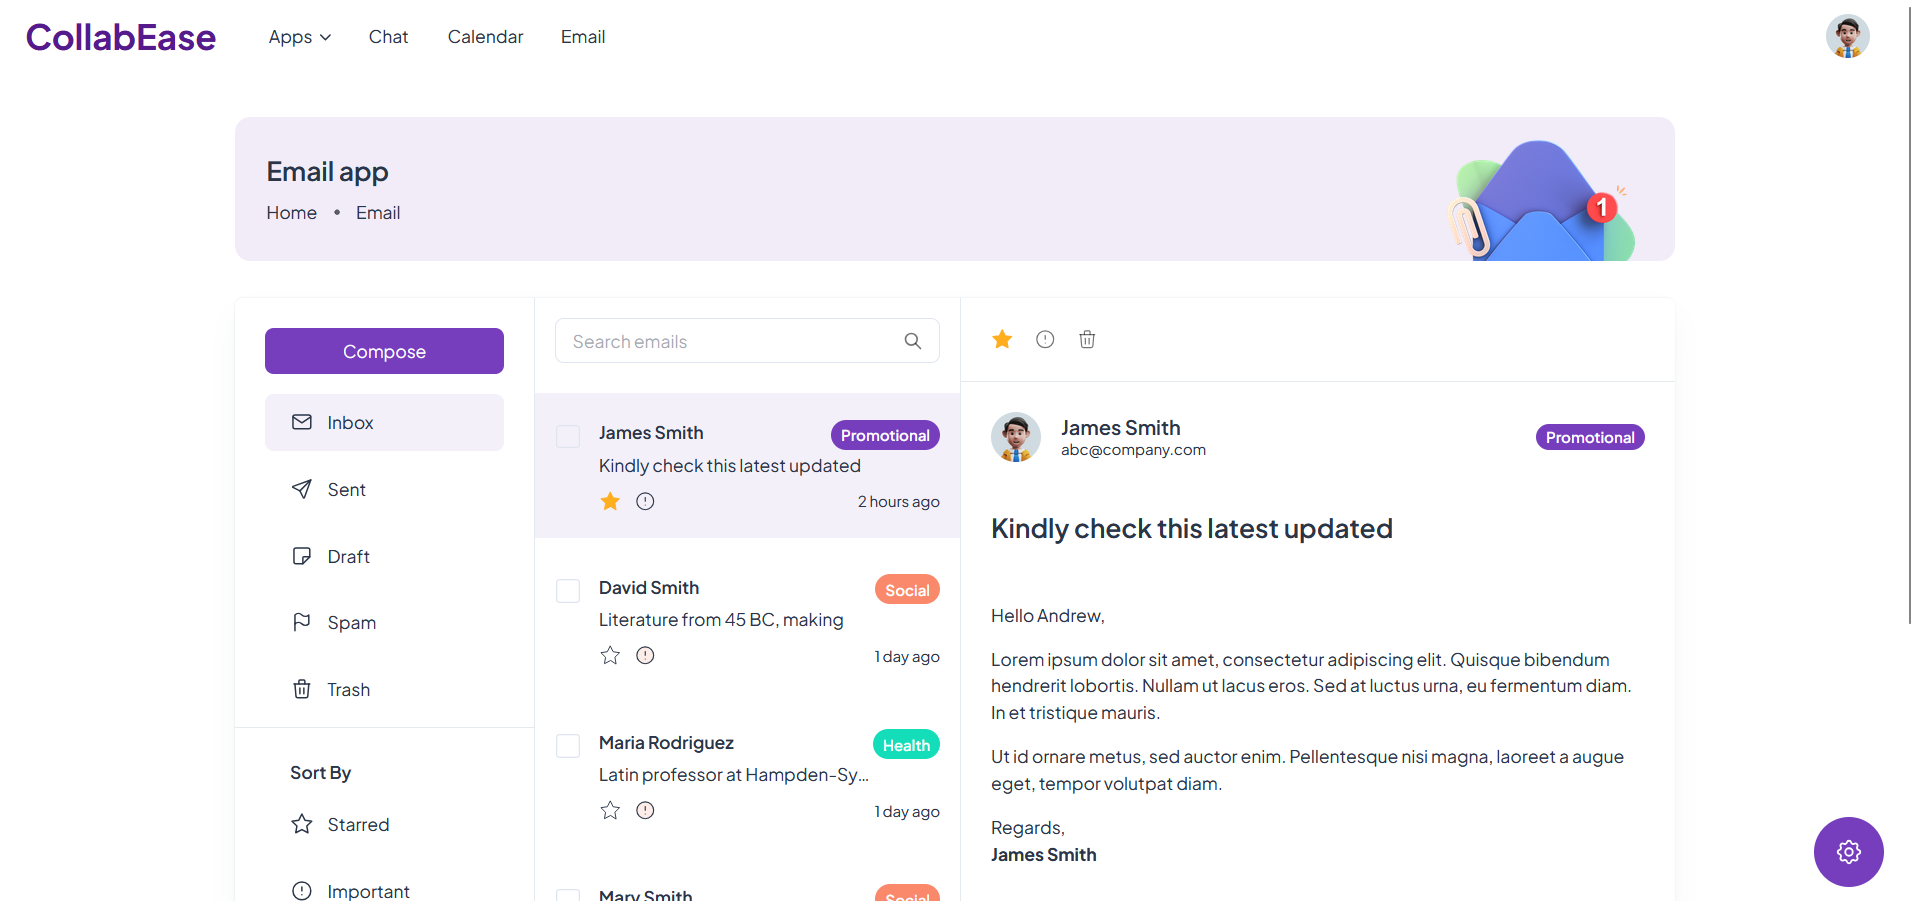 CollabEase
Apps
Chat
Calendar
Email
Email app
Home • Email
1
Compose
Inbox
Sent
Draft
Spam
Trash
Sort By
Starred
Important
Search emails
James Smith
Promotional
Kindly check this latest updated
2 hours ago
David Smith
Social
Literature from 45 BC, making
1 day ago
Maria Rodriguez
Health
Latin professor at Hampden-Sy...
1 day ago
Mary Smith
Social
James Smith
abc@company.com
Promotional
Kindly check this latest updated
Hello Andrew,
Lorem ipsum dolor sit amet, consectetur adipiscing elit. Quisque bibendum
hendrerit lobortis. Nullam ut lacus eros. Sed at luctus urna, eu fermentum diam.
In et tristique mauris.
Ut id ornare metus, sed auctor enim. Pellentesque nisi magna, laoreet a augue
eget, tempor volutpat diam.
Regards,
James Smith